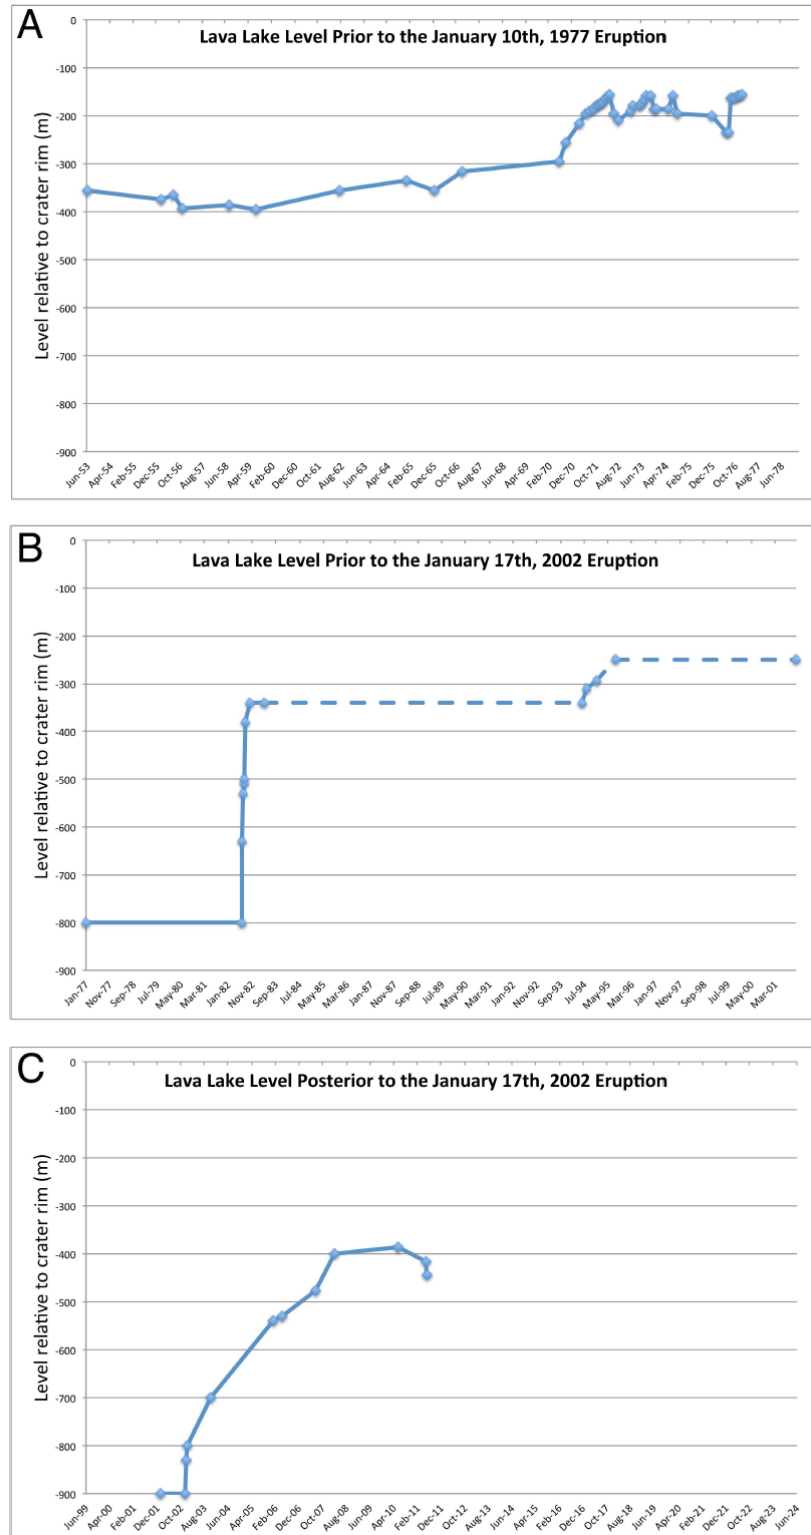 A
Lava Lake Level Prior to the January 10th, 1977 Eruption
Level relative to crater rim (m)
0
-100
-200
-300
-400
-500
-600
-700
-800
-900
Jun-53
Apr-54
Feb-55
Dec-55
Oct-56
Aug-57
Jun-58
Apr-59
Feb-60
Dec-60
Oct-61
Aug-62
Jun-63
Apr-64
Feb-65
Dec-65
Oct-66
Aug-67
Jun-68
Apr-69
Feb-70
Dec-70
Oct-71
Aug-72
Jun-73
Apr-74
Feb-75
Dec-75
Oct-76
Aug-77
Jun-78
B
Lava Lake Level Prior to the January 17th, 2002 Eruption
Level relative to crater rim (m)
0
-100
-200
-300
-400
-500
-600
-700
-800
-900
Jan-77
Nov-77
Sep-78
Jul-79
May-80
Mar-81
Jan-82
Nov-82
Sep-83
Jul-84
May-85
Mar-86
Jan-87
Nov-87
Sep-88
Jul-89
May-90
Mar-91
Jan-92
Nov-92
Sep-93
Jul-94
May-95
Mar-96
Jan-97
Nov-97
Sep-98
Jul-99
May-00
Mar-01
C
Lava Lake Level Posterior to the January 17th, 2002 Eruption
Level relative to crater rim (m)
0
-100
-200
-300
-400
-500
-600
-700
-800
-900
Jun-99
Apr-00
Feb-01
Dec-01
Oct-02
Aug-03
Jun-04
Apr-05
Feb-06
Dec-06
Oct-07
Aug-08
Jun-09
Apr-10
Feb-11
Dec-11
Oct-12
Aug-13
Jun-14
Apr-15
Feb-16
Dec-16
Oct-17
Aug-18
Jun-19
Apr-20
Feb-21
Dec-21
Oct-22
Aug-23
Jun-24